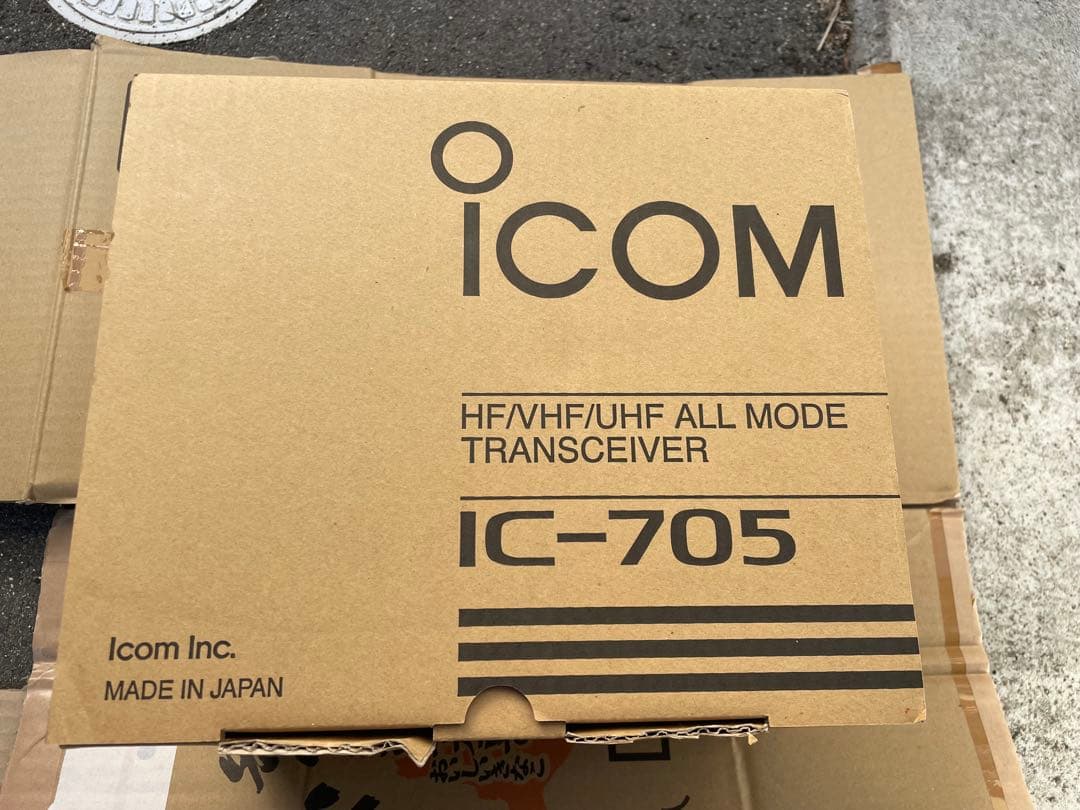 ICOM
HF/VHF/UHF ALL MODE
TRANSCEIVER
IC-705
Icom Inc.
MADE IN JAPAN